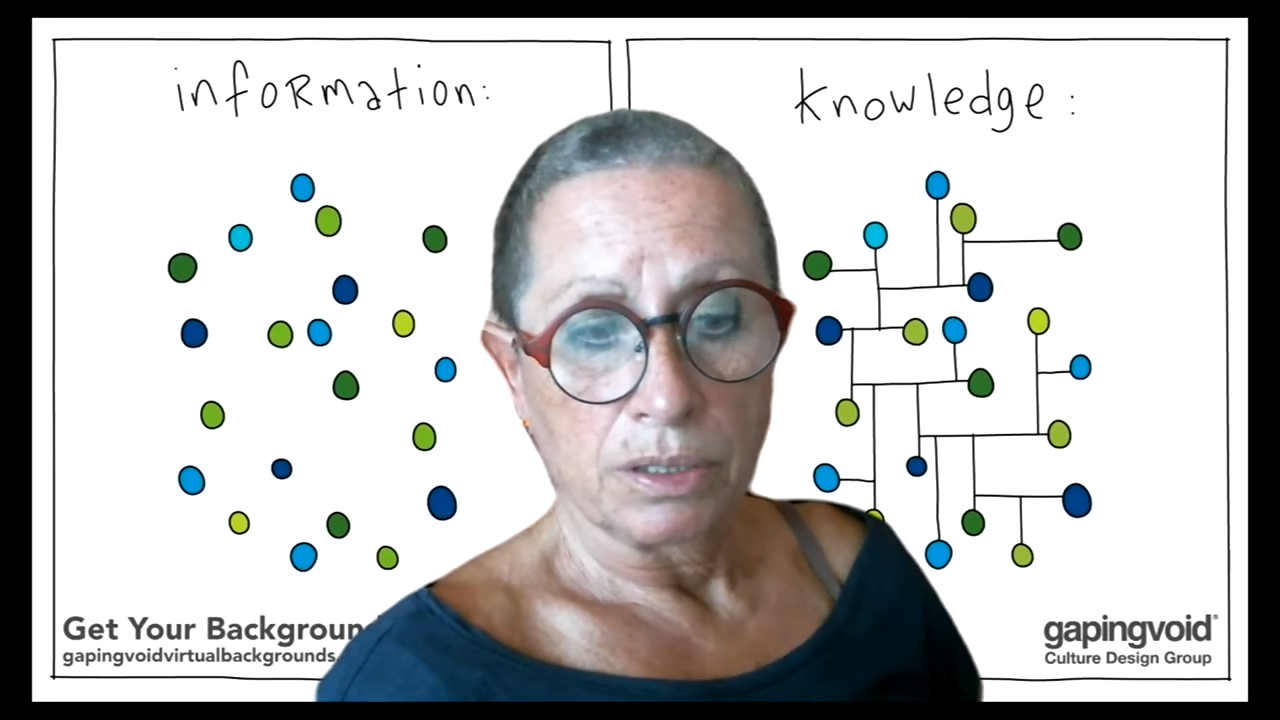 information:
knowledge:
Get Your Backgroun
gapingvoidvirtualbackgrounds.
gapingvoid®
Culture Design Group